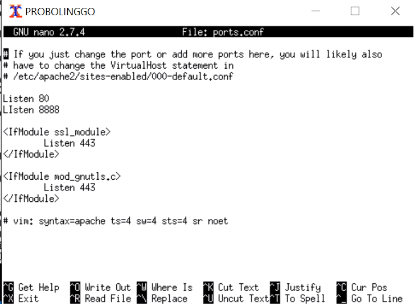 PROBOLINGGO
GNU nano 2.7.4 File: ports.conf
# If you just change the port or add more ports here, you will likely also
# have to change the VirtualHost statement in
# /etc/apache2/sites-enabled/000-default.conf
Listen 80
LIsten 8888
<IfModule ssl_module>
Listen 443
</IfModule>
<IfModule mod_gnutls.c>
Listen 443
</IfModule>
# vim: syntax=apache ts=4 sw=4 sts=4 sr noet
^G Get Help ^O Write Out ^W Where Is ^K Cut Text ^J Justify ^C Cur Pos
^X Exit ^R Read File ^\ Replace ^U Uncut Text ^T To Spell ^_ Go To Line